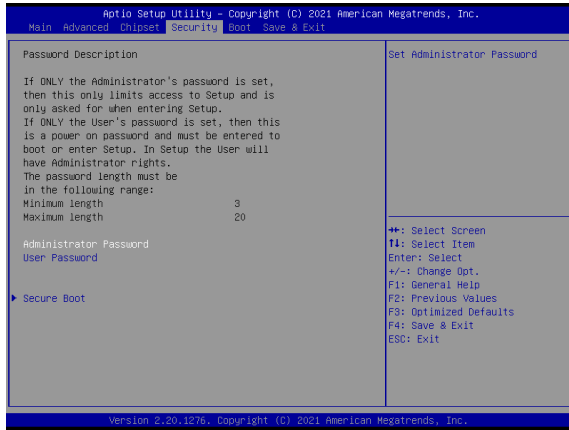 Aptio Setup Utility – Copyright (C) 2021 American Megatrends, Inc.
Main Advanced Chipset Security Boot Save & Exit
Password Description
If ONLY the Administrator's password is set,
then this only limits access to Setup and is
only asked for when entering Setup.
If ONLY the User's password is set, then this
is a power on password and must be entered to
boot or enter Setup. In Setup the User will
have Administrator rights.
The password length must be
in the following range:
Minimum length 3
Maximum length 20
Administrator Password
User Password
▶ Secure Boot
Set Administrator Password
→←: Select Screen
↑↓: Select Item
Enter: Select
+/-: Change Opt.
F1: General Help
F2: Previous Values
F3: Optimized Defaults
F4: Save & Exit
ESC: Exit
Version 2.20.1276. Copyright (C) 2021 American Megatrends, Inc.